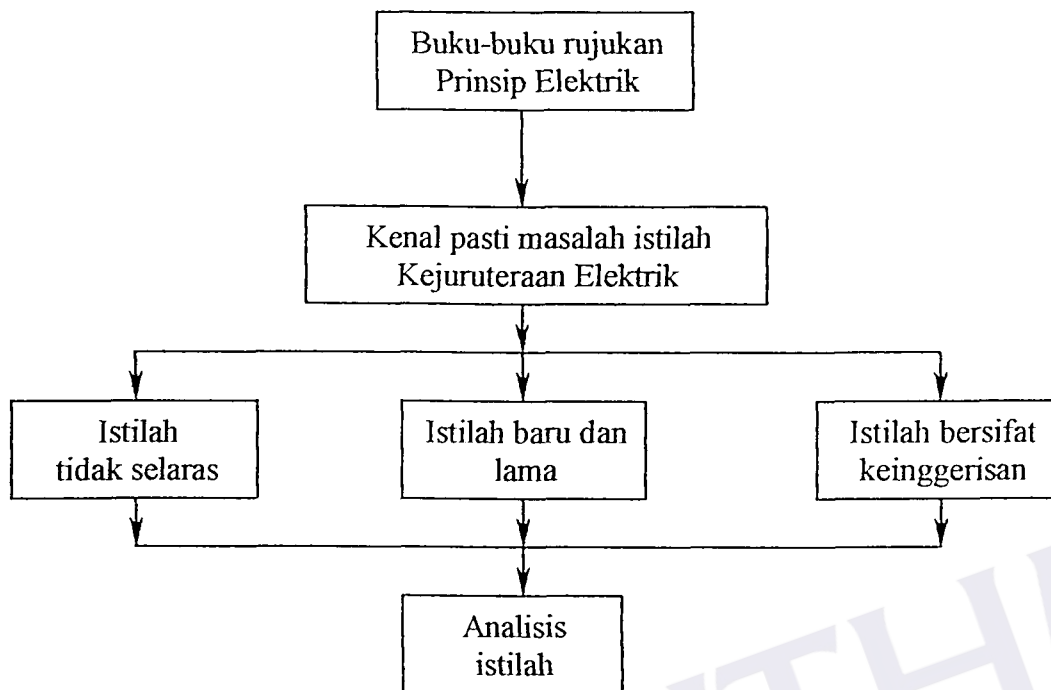 Buku-buku rujukan
Prinsip Elektrik
Kenal pasti masalah istilah
Kejuruteraan Elektrik
Istilah
tidak selaras
Istilah baru dan
lama
Istilah bersifat
keinggerisan
Analisis
istilah